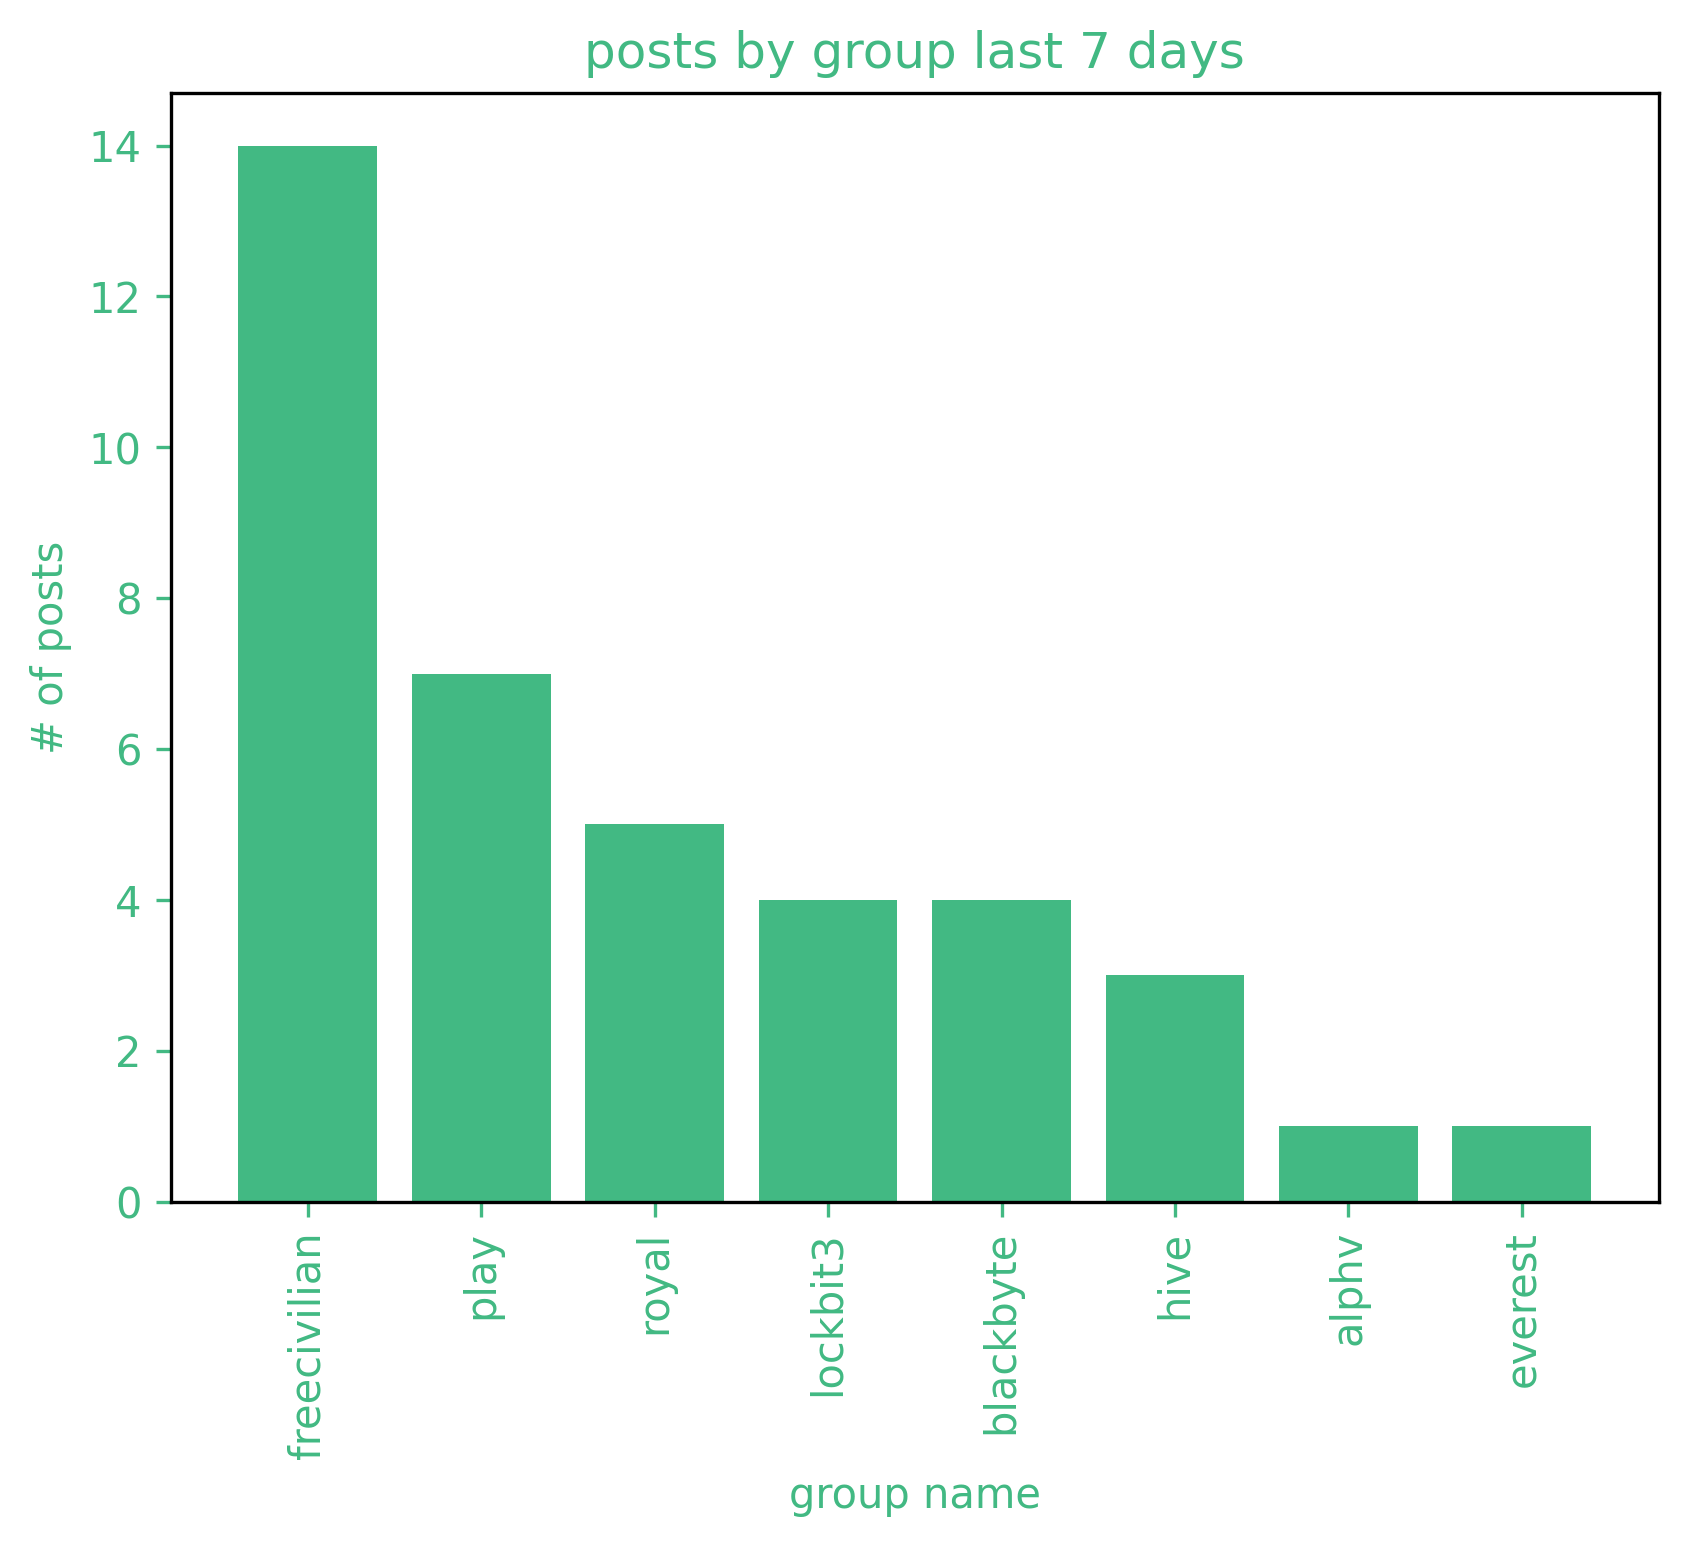 posts by group last 7 days
14
12
10
8
6
4
2
0
# of posts
freecivilian
play
royal
lockbit3
blackbyte
hive
alphv
everest
group name